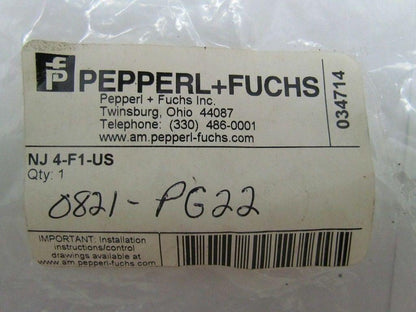 PEPPERL+FUCHS
Pepperl + Fuchs Inc.
Twinsburg, Ohio 44087
Telephone: (330) 486-0001
www.am.pepperl-fuchs.com
034714
NJ 4-F1-US
Qty: 1
0821-PG22
IMPORTANT: Installation
instructions/control
drawings available at
www.am.pepperl-fuchs.com